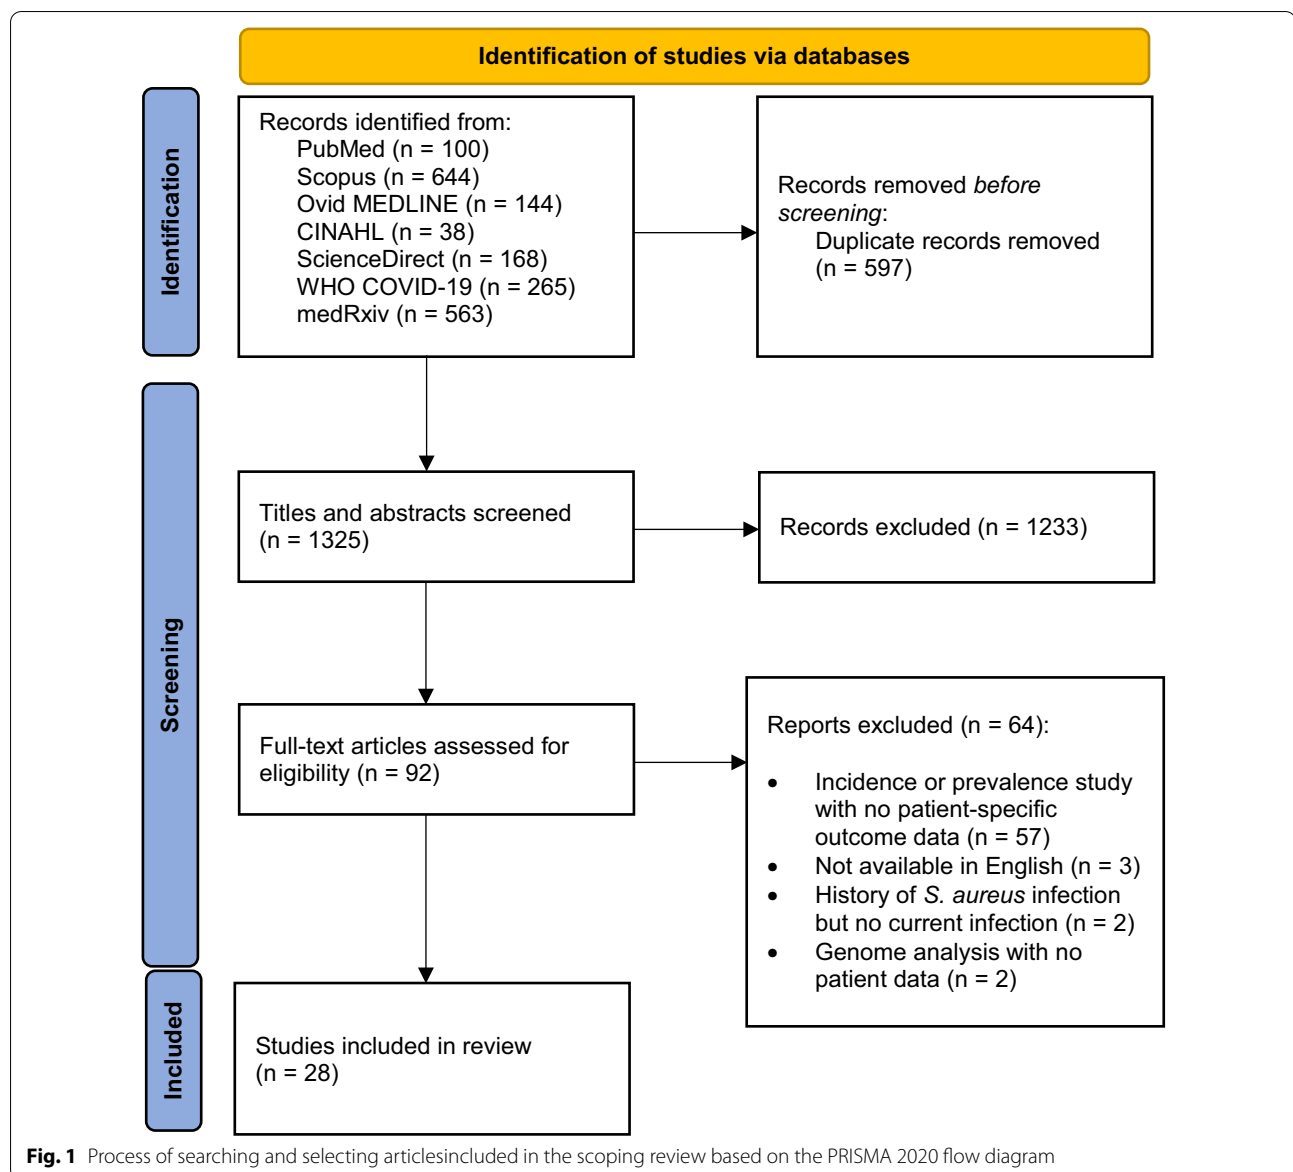 Identification of studies via databases
Identification
Records identified from:
PubMed (n = 100)
Scopus (n = 644)
Ovid MEDLINE (n = 144)
CINAHL (n = 38)
ScienceDirect (n = 168)
WHO COVID-19 (n = 265)
medRxiv (n = 563)
Records removed before
screening:
Duplicate records removed
(n = 597)
Screening
Titles and abstracts screened
(n = 1325)
Records excluded (n = 1233)
Full-text articles assessed for
eligibility (n = 92)
Reports excluded (n = 64):
• Incidence or prevalence study
with no patient-specific
outcome data (n = 57)
• Not available in English (n = 3)
• History of S. aureus infection
but no current infection (n = 2)
• Genome analysis with no
patient data (n = 2)
Included
Studies included in review
(n = 28)
Fig. 1 Process of searching and selecting articlesincluded in the scoping review based on the PRISMA 2020 flow diagram